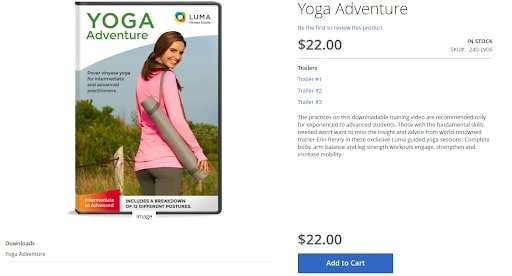 YOGA
Adventure
LUMA
Fitness Studio
Power vinyasa yoga
for intermediate
and advanced
practitioners
Intermediate
to Advanced
INCLUDES A BREAKDOWN
OF 12 DIFFERENT POSTURES.
Image
Downloads
Yoga Adventure
Yoga Adventure
Be the first to review this product
$22.00
IN STOCK
SKU#: 240-LV06
Trailers
Trailer #1
Trailer #2
Trailer #3
The practices on this downloadable training video are recommended only
for experienced to advanced students. Those with the fundamental skills
needed won't want to miss the insight and advice from world-renowned
trainer Erin Renny in these exclusive Luma guided yoga sessions. Complete
body, arm balance and leg strength workouts engage, strengthen and
increase mobility.
$22.00
Add to Cart